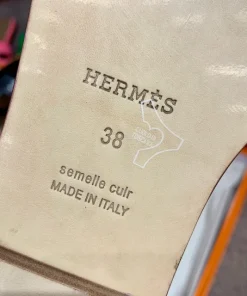 HERMÈS
38
semelle cuir
MADE IN ITALY